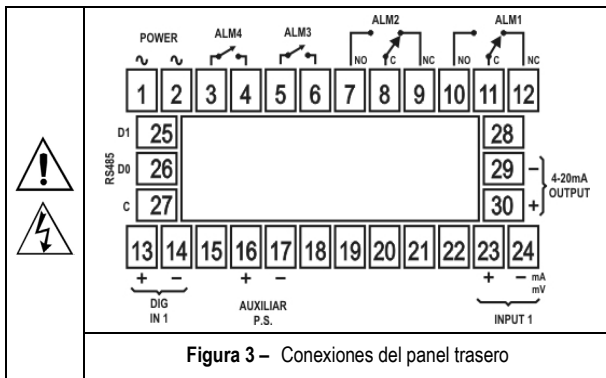 ALM4 ALM3 ALM2 ALM1
POWER
NO C NC NO C NC
1 2 3 4 5 6 7 8 9 10 11 12
D1 25 28
RS485
D0 26 29 −
4-20mA
OUTPUT
C 27 30 +
13 14 15 16 17 18 19 20 21 22 23 24
+ − + − + − mA
mV
DIG
IN 1
AUXILIAR
P.S.
INPUT 1
Figura 3 – Conexiones del panel trasero